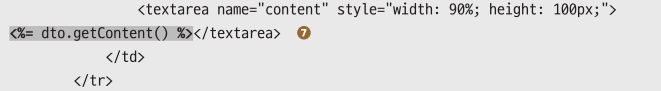 <textarea name="content" style="width: 90%; height: 100px;">
<%= dto.getContent() %></textarea> 7
</td>
</tr>